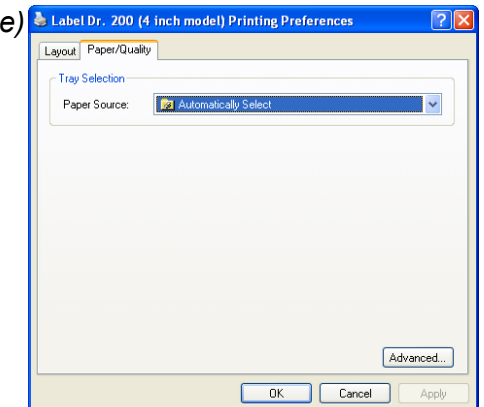 e)
Label Dr. 200 (4 inch model) Printing Preferences
Layout Paper/Quality
Tray Selection
Paper Source: Automatically Select
Advanced...
OK Cancel Apply